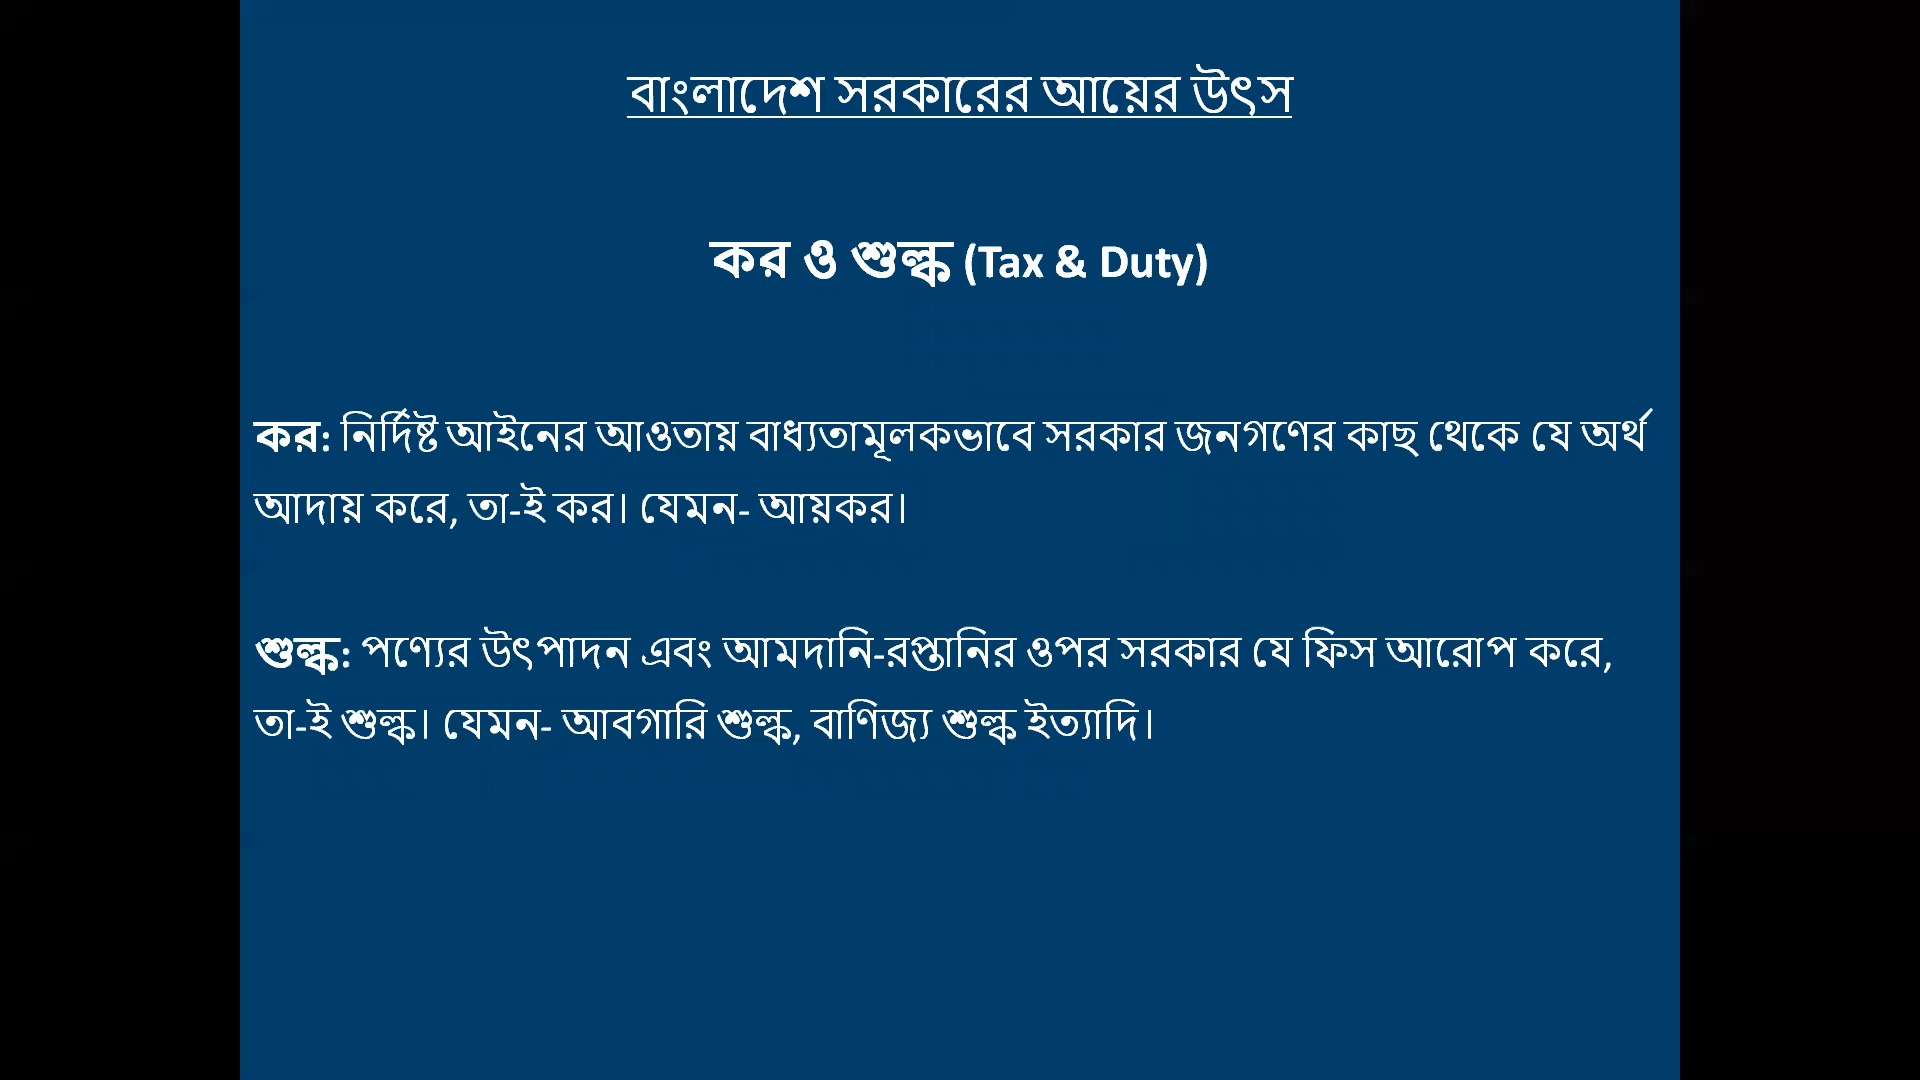 বাংলাদেশ সরকারের আয়ের উৎস
কর ও শুল্ক (Tax & Duty)
কর: নির্দিষ্ট আইনের আওতায় বাধ্যতামূলকভাবে সরকার জনগণের কাছ থেকে যে অর্থ
আদায় করে, তা-ই কর। যেমন- আয়কর।
শুল্ক: পণ্যের উৎপাদন এবং আমদানি-রপ্তানির ওপর সরকার যে ফিস আরোপ করে,
তা-ই শুল্ক। যেমন- আবগারি শুল্ক, বাণিজ্য শুল্ক ইত্যাদি।